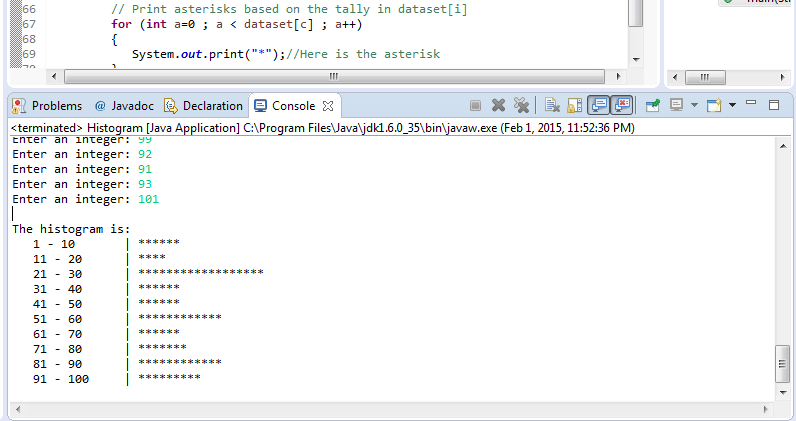 66 // Print asterisks based on the tally in dataset[i]
67 for (int a=0 ; a < dataset[c] ; a++)
68 {
69 System.out.print("*");//Here is the asterisk
70 }
Problems @ Javadoc Declaration Console
<terminated> Histogram [Java Application] C:\Program Files\Java\jdk1.6.0_35\bin\javaw.exe (Feb 1, 2015, 11:52:36 PM)
Enter an integer: 99
Enter an integer: 92
Enter an integer: 91
Enter an integer: 93
Enter an integer: 101
The histogram is:
1 - 10 | ******
11 - 20 | ****
21 - 30 | ******************
31 - 40 | ******
41 - 50 | ******
51 - 60 | ************
61 - 70 | ******
71 - 80 | *******
81 - 90 | ************
91 - 100 | *********